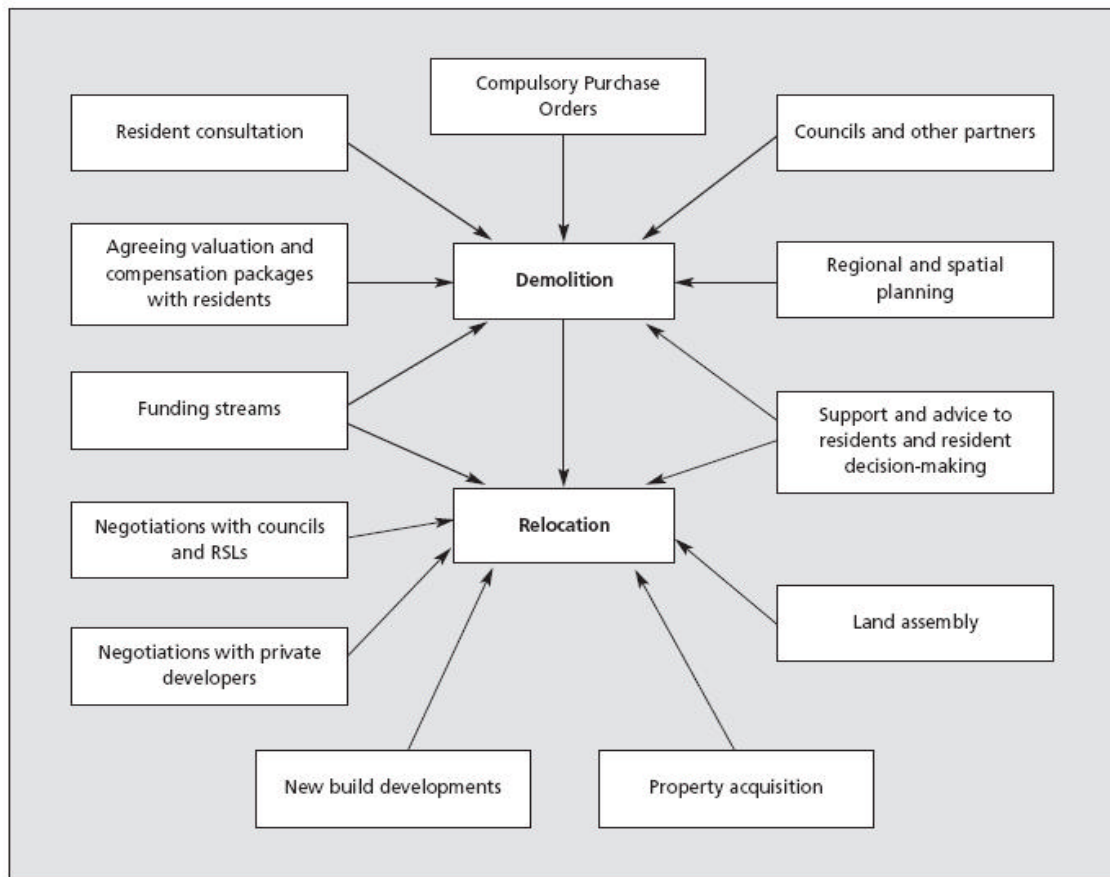 Compulsory Purchase
Orders
Resident consultation
Councils and other partners
Agreeing valuation and
compensation packages
with residents
Demolition
Regional and spatial
planning
Funding streams
Support and advice to
residents and resident
decision-making
Negotiations with councils
and RSLs
Relocation
Land assembly
Negotiations with private
developers
New build developments
Property acquisition